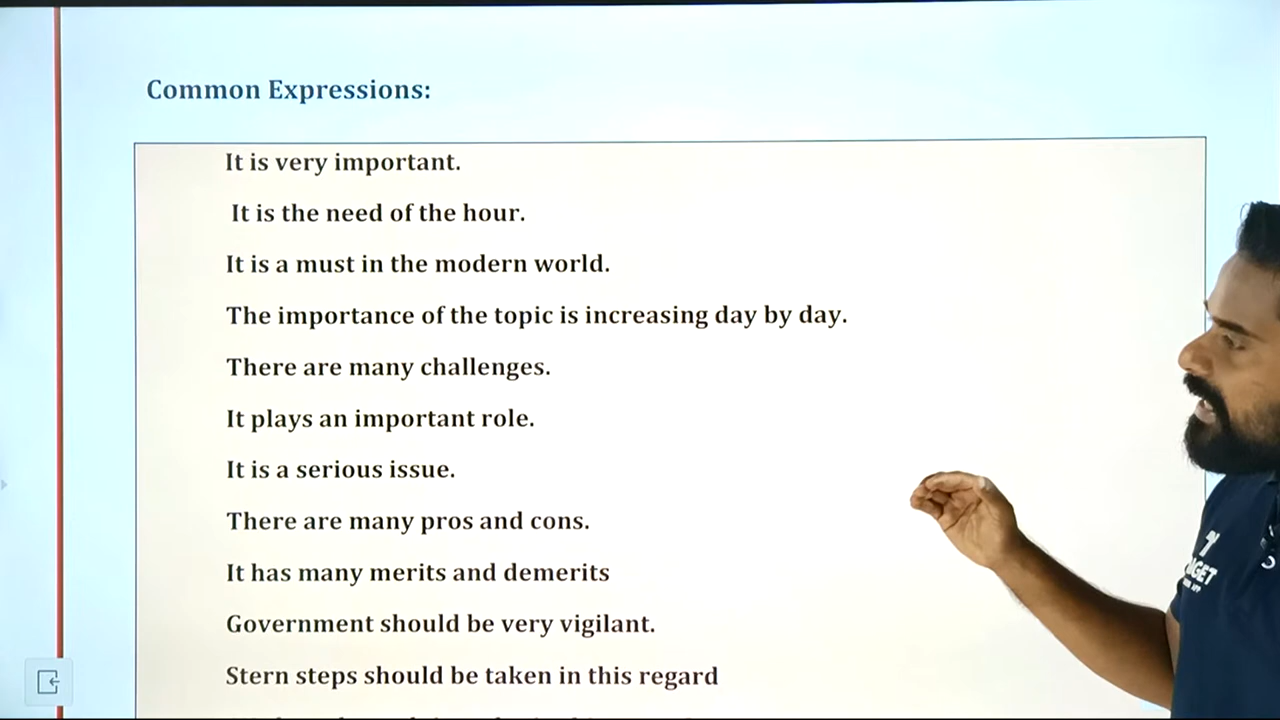 Common Expressions:
It is very important.
It is the need of the hour.
It is a must in the modern world.
The importance of the topic is increasing day by day.
There are many challenges.
It plays an important role.
It is a serious issue.
There are many pros and cons.
It has many merits and demerits
Government should be very vigilant.
Stern steps should be taken in this regard